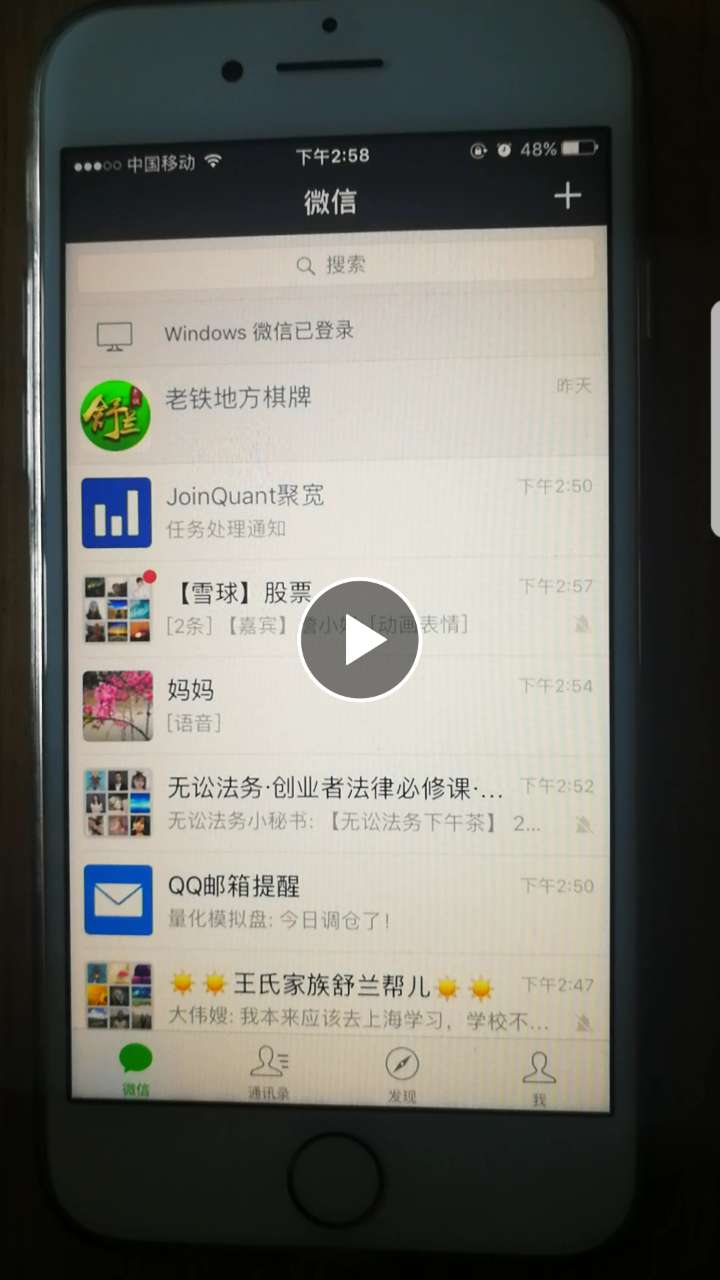 中国移动 下午2:58 48%
微信
搜索
Windows 微信已登录
舒兰
老铁地方棋牌 昨天
JoinQuant聚宽 下午2:50
任务处理通知
【雪球】股票 下午2:57
[2条]【嘉宾】 小 [动画表情]
妈妈 下午2:54
[语音]
无讼法务·创业者法律必修课·... 下午2:52
无讼法务小秘书: 【无讼法务下午茶】 2...
QQ邮箱提醒 下午2:50
量化模拟盘: 今日调仓了!
☀☀王氏家族舒兰帮儿☀☀ 下午2:47
大伟嫂: 我本来应该去上海学习，学校不...
微信 通讯录 发现 我